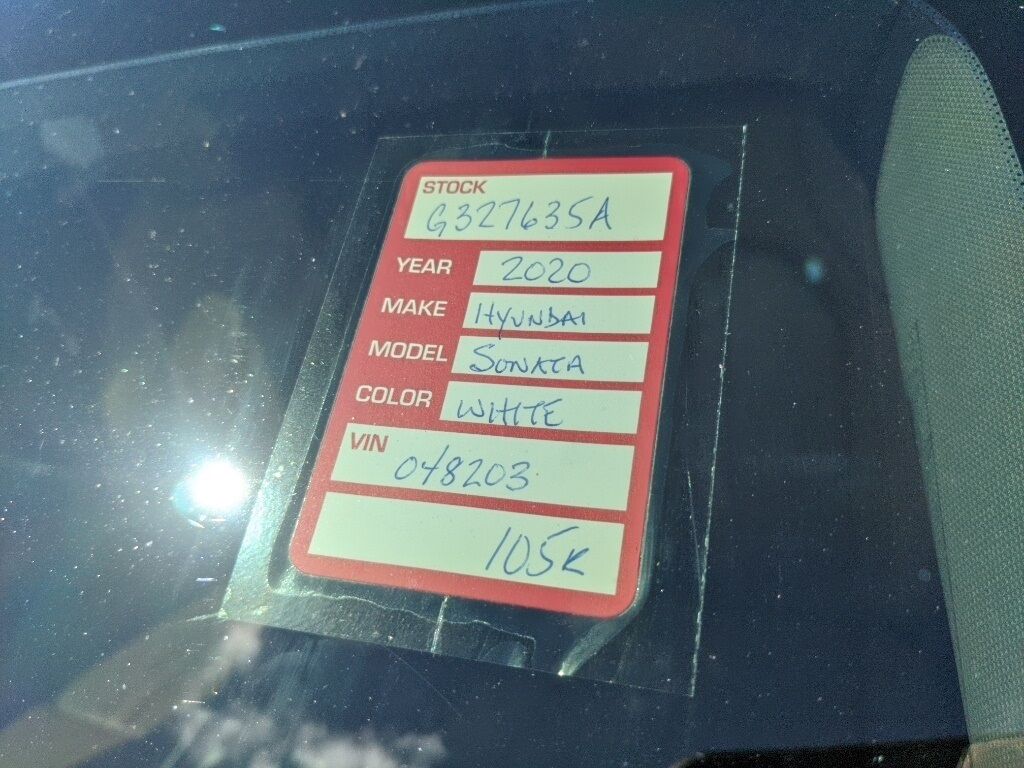 STOCK
G327635A
YEAR 2020
MAKE HYUNDAI
MODEL SONATA
COLOR WHITE
VIN
048203
105K